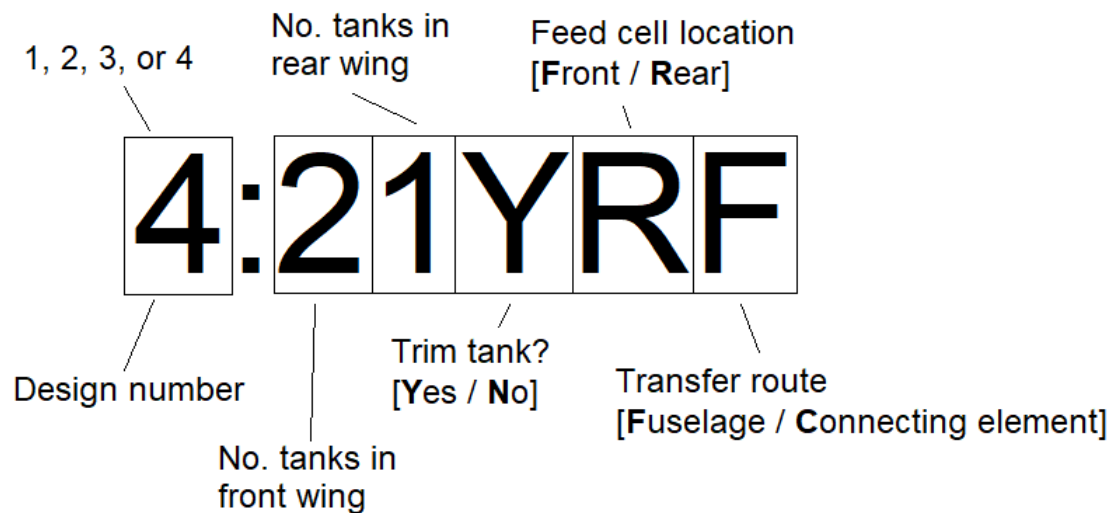 1, 2, 3, or 4
No. tanks in
rear wing
Feed cell location
[Front / Rear]
4:21YRF
Design number
No. tanks in
front wing
Trim tank?
[Yes / No]
Transfer route
[Fuselage / Connecting element]